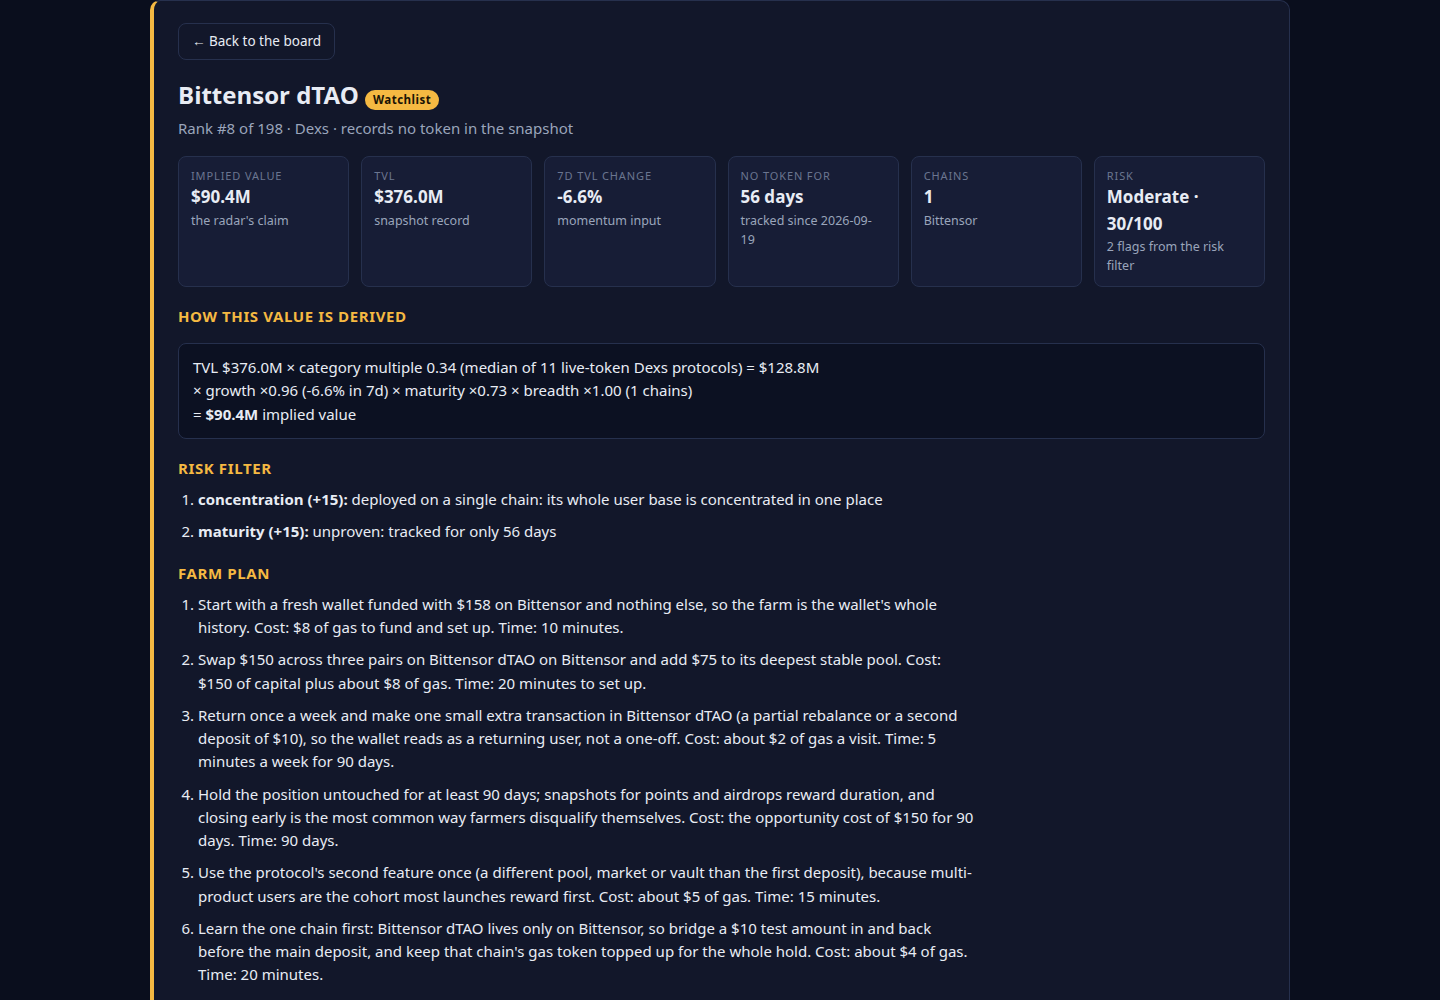 ← Back to the board
Bittensor dTAO Watchlist
Rank #8 of 198 · Dexs · records no token in the snapshot
IMPLIED VALUE
$90.4M
the radar's claim
TVL
$376.0M
snapshot record
7D TVL CHANGE
-6.6%
momentum input
NO TOKEN FOR
56 days
tracked since 2026-09-
19
CHAINS
1
Bittensor
RISK
Moderate ·
30/100
2 flags from the risk
filter
HOW THIS VALUE IS DERIVED
TVL $376.0M × category multiple 0.34 (median of 11 live-token Dexs protocols) = $128.8M
× growth ×0.96 (-6.6% in 7d) × maturity ×0.73 × breadth ×1.00 (1 chains)
= $90.4M implied value
RISK FILTER
1. concentration (+15): deployed on a single chain: its whole user base is concentrated in one place
2. maturity (+15): unproven: tracked for only 56 days
FARM PLAN
1. Start with a fresh wallet funded with $158 on Bittensor and nothing else, so the farm is the wallet's whole
history. Cost: $8 of gas to fund and set up. Time: 10 minutes.
2. Swap $150 across three pairs on Bittensor dTAO on Bittensor and add $75 to its deepest stable pool. Cost:
$150 of capital plus about $8 of gas. Time: 20 minutes to set up.
3. Return once a week and make one small extra transaction in Bittensor dTAO (a partial rebalance or a second
deposit of $10), so the wallet reads as a returning user, not a one-off. Cost: about $2 of gas a visit. Time: 5
minutes a week for 90 days.
4. Hold the position untouched for at least 90 days; snapshots for points and airdrops reward duration, and
closing early is the most common way farmers disqualify themselves. Cost: the opportunity cost of $150 for 90
days. Time: 90 days.
5. Use the protocol's second feature once (a different pool, market or vault than the first deposit), because multi-
product users are the cohort most launches reward first. Cost: about $5 of gas. Time: 15 minutes.
6. Learn the one chain first: Bittensor dTAO lives only on Bittensor, so bridge a $10 test amount in and back
before the main deposit, and keep that chain's gas token topped up for the whole hold. Cost: about $4 of gas.
Time: 20 minutes.